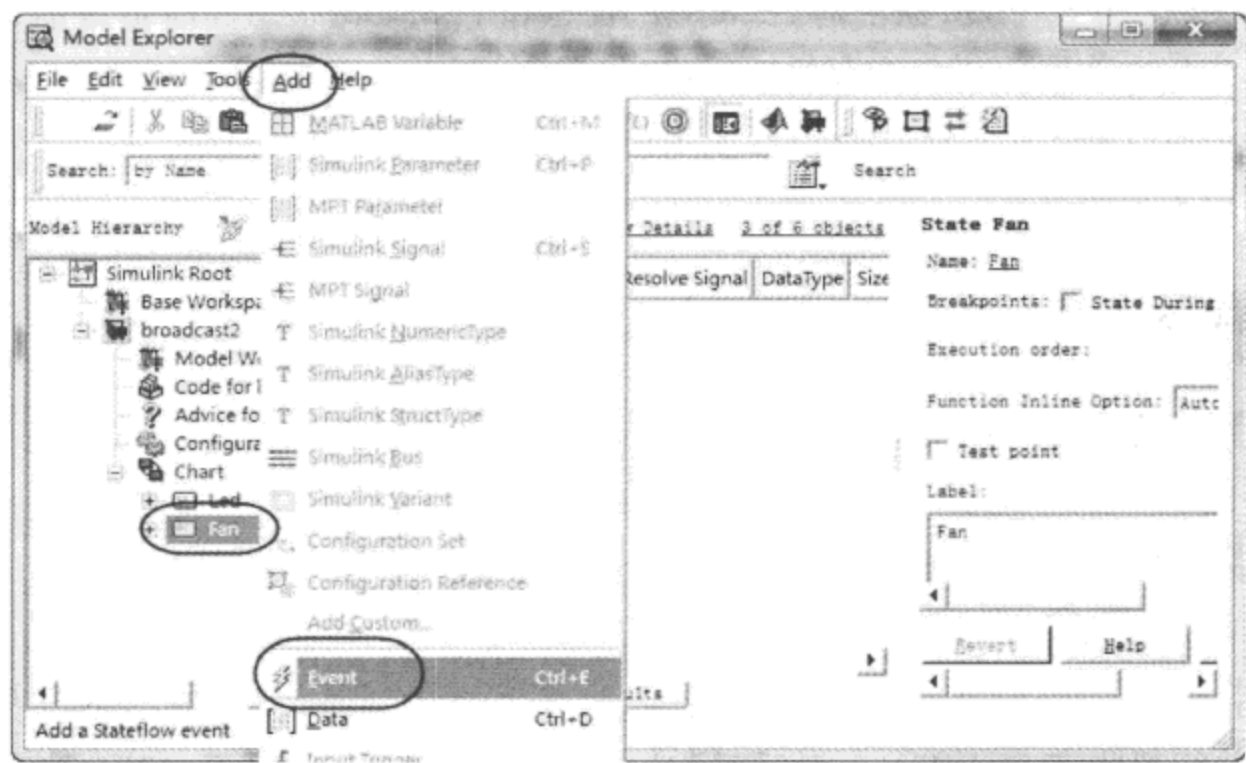 Model Explorer
File Edit View Tools Add Help
MATLAB Variable Ctrl+M
Search: by Name
Simulink Parameter Ctrl+P
Search
MPT Parameter
Model Hierarchy
Details 3 of 6 objects
State Fan
Simulink Signal Ctrl+S
Name: Fan
Simulink Root
Resolve Signal DataType Size
Base Workspa
MPT Signal
Breakpoints: State During
broadcast2
Simulink NumericType
Model W
Execution order:
Simulink AliasType
Code for
Function Inline Option: Auto
Advice fo
Simulink StructType
Configura
Simulink Bus
Test point
Chart
Led
Simulink Variant
Label:
Fan
Fan
Configuration Set
Configuration Reference
Add Custom...
Revert Help
Event Ctrl+E
Add a Stateflow event
Data Ctrl+D
Input Trigger